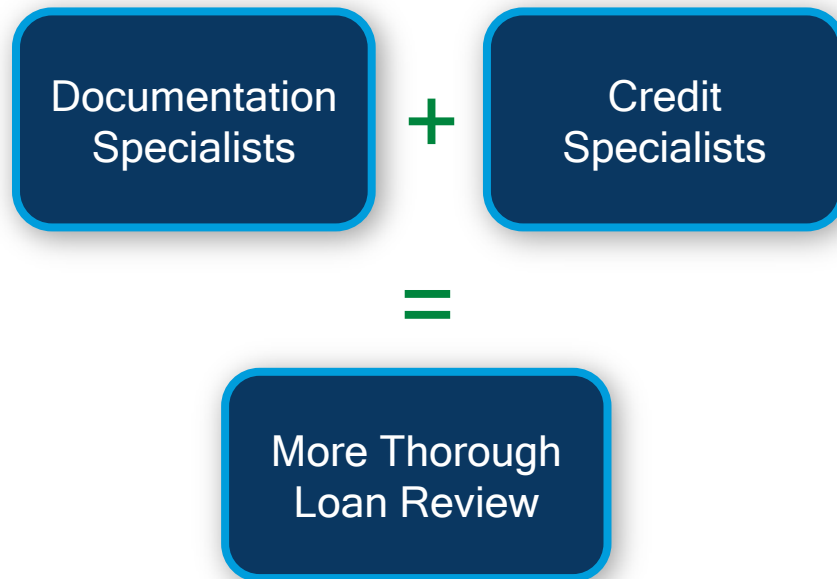 Documentation
Specialists
+
Credit
Specialists
=
More Thorough
Loan Review